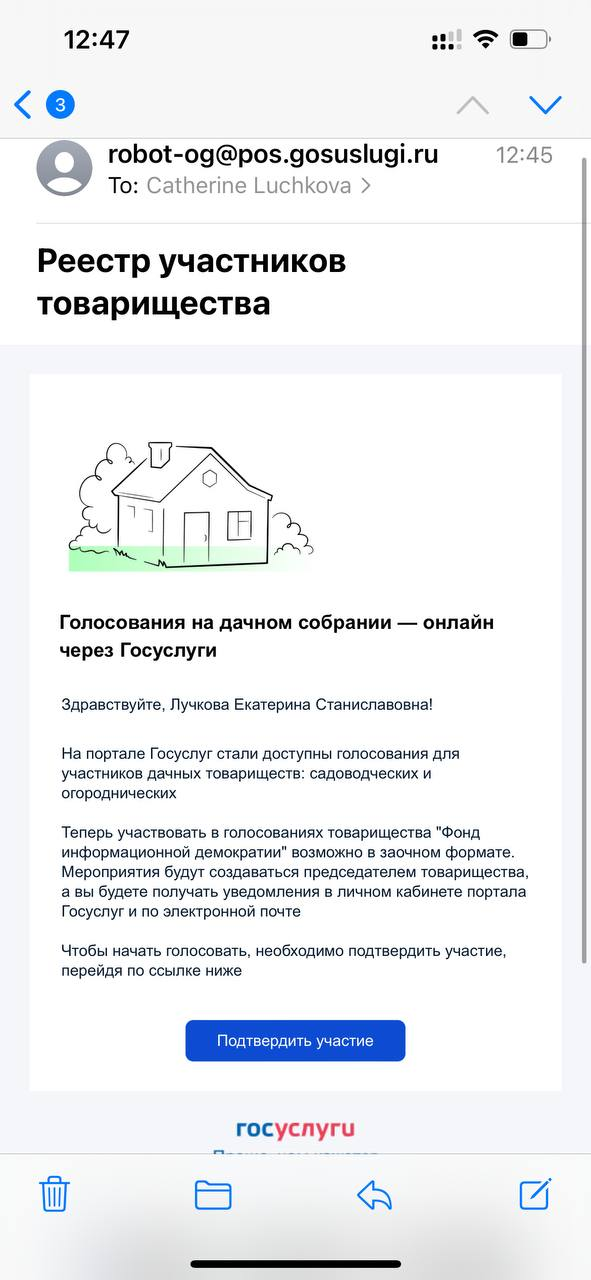 12:47
3
robot-og@pos.gosuslugi.ru
12:45
To: Catherine Luchkova
Реестр участников
товарищества
Голосования на дачном собрании — онлайн
через Госуслуги
Здравствуйте, Лучкова Екатерина Станиславовна!
На портале Госуслуг стали доступны голосования для
участников дачных товариществ: садоводческих и
огороднических
Теперь участвовать в голосованиях товарищества "Фонд
информационной демократии" возможно в заочном формате.
Мероприятия будут создаваться председателем товарищества,
а вы будете получать уведомления в личном кабинете портала
Госуслуг и по электронной почте
Чтобы начать голосовать, необходимо подтвердить участие,
перейдя по ссылке ниже
Подтвердить участие
госуслуги